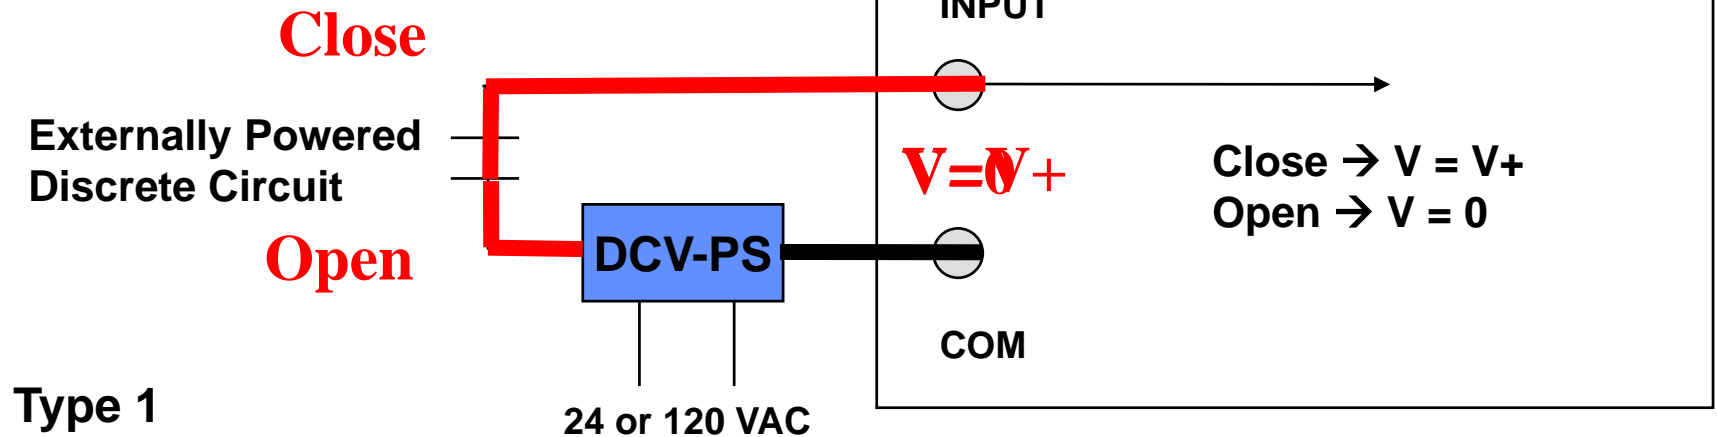 INPUT
Close
Externally Powered
Discrete Circuit
V=V+
Close → V = V+
Open → V = 0
Open
DCV-PS
COM
Type 1
24 or 120 VAC